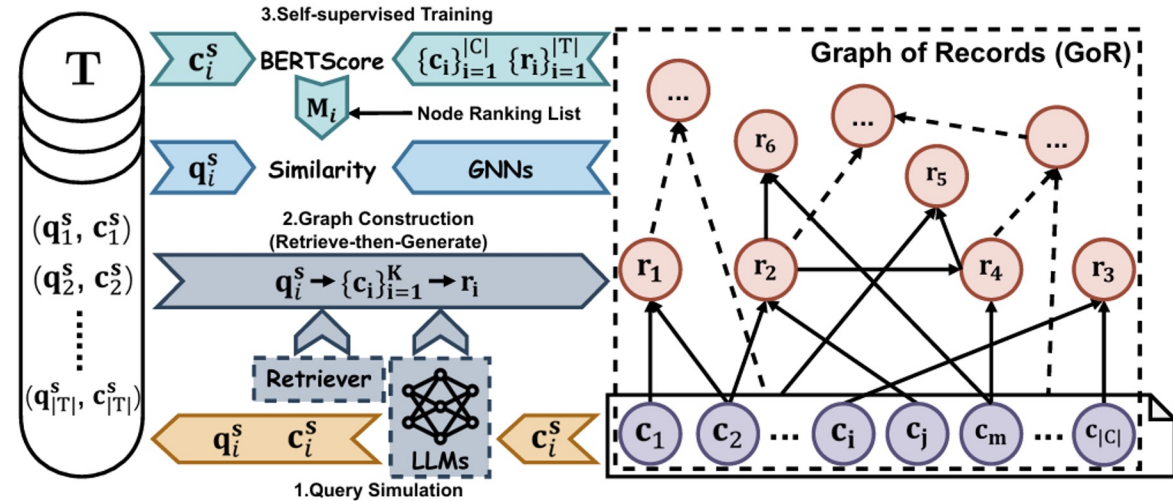 3.Self-supervised Training
T
c_i^s
BERTScore
{c_i}_{i=1}^{|C|} {r_i}_{i=1}^{|T|}
M_i
Node Ranking List
q_i^s
Similarity
GNNs
(q_1^s, c_1^s)
(q_2^s, c_2^s)
(q_{|T|}^s, c_{|T|}^s)
2.Graph Construction
(Retrieve-then-Generate)
q_i^s → {c_i}_{i=1}^K → r_i
Retriever
LLMs
q_i^s c_i^s
c_i^s
1.Query Simulation
Graph of Records (GoR)
... ... ...
r_6
r_5
r_1 r_2 r_4 r_3
c_1 c_2 ... c_i c_j c_m ... c_{|C|}